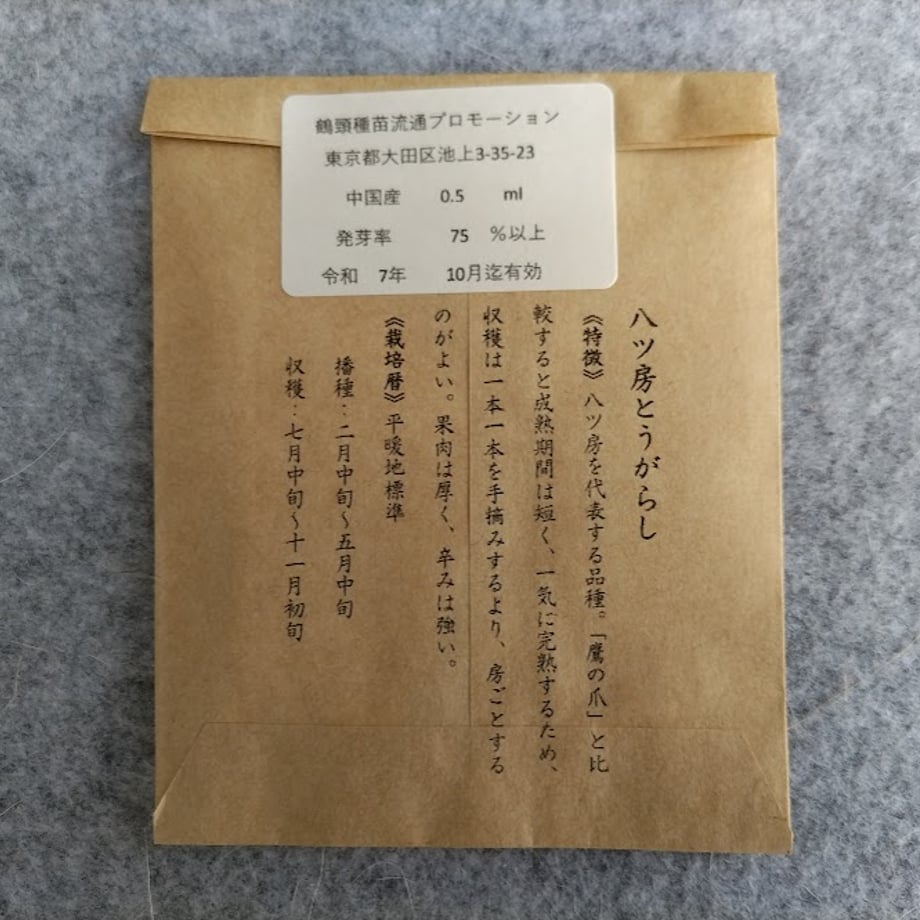 鶴頸種苗流通プロモーション
東京都大田区池上3-35-23
中国産 0.5 ml
発芽率 75 %以上
令和 7年 10月迄有効
八ツ房とうがらし
《特徴》八ツ房を代表する品種。「鷹の爪」と比
較すると成熟期間は短く、一気に完熟するため、
収穫は一本一本を手摘みするより、房ごとする
のがよい。果肉は厚く、辛みは強い。
《栽培暦》平暖地標準
播種：二月中旬～五月中旬
収穫：七月中旬～十一月初旬